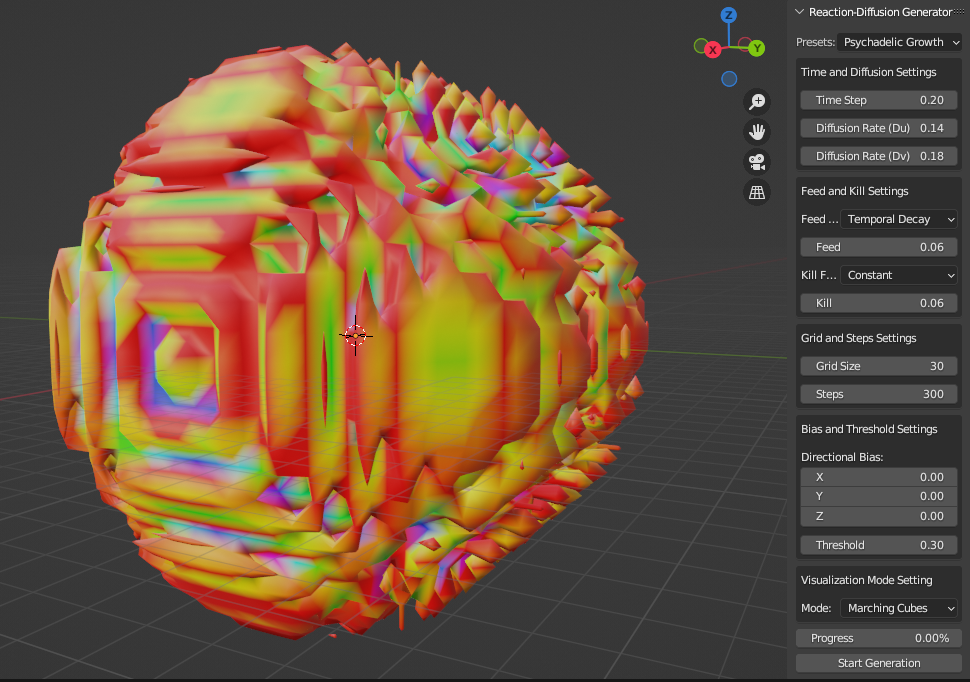 Z
X
Y
Reaction-Diffusion Generator
Presets: Psychadelic Growth
Time and Diffusion Settings
Time Step 0.20
Diffusion Rate (Du) 0.14
Diffusion Rate (Dv) 0.18
Feed and Kill Settings
Feed ... Temporal Decay
Feed 0.06
Kill F... Constant
Kill 0.06
Grid and Steps Settings
Grid Size 30
Steps 300
Bias and Threshold Settings
Directional Bias:
X 0.00
Y 0.00
Z 0.00
Threshold 0.30
Visualization Mode Setting
Mode: Marching Cubes
Progress 0.00%
Start Generation